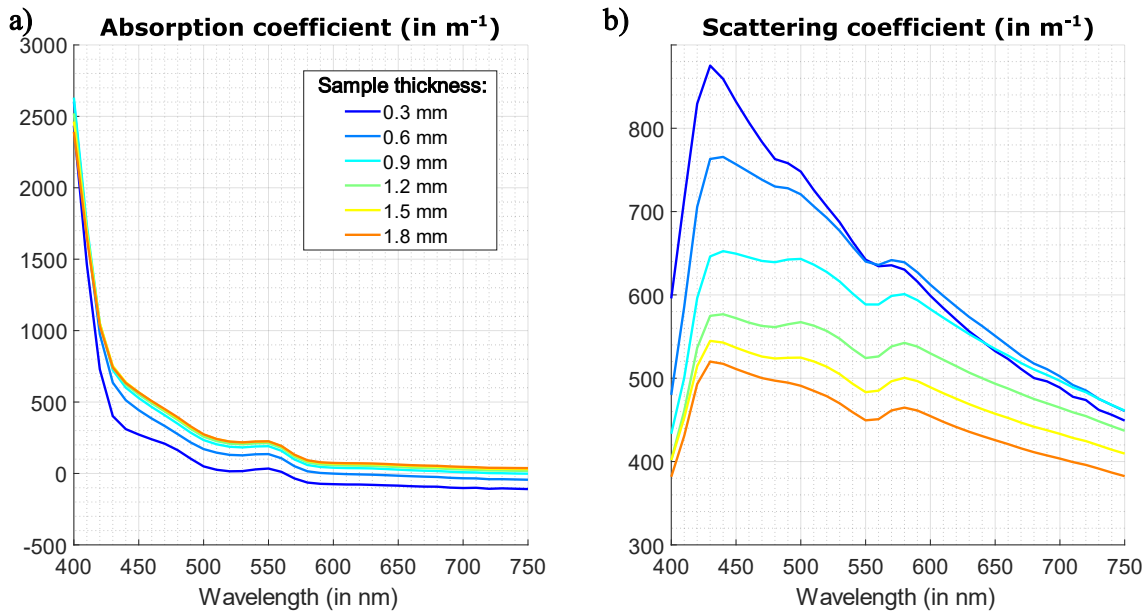 a)
Absorption coefficient (in m⁻¹)
3000
2500
2000
1500
1000
500
0
-500
400 450 500 550 600 650 700 750
Wavelength (in nm)
Sample thickness:
0.3 mm
0.6 mm
0.9 mm
1.2 mm
1.5 mm
1.8 mm
b)
Scattering coefficient (in m⁻¹)
800
700
600
500
400
300
400 450 500 550 600 650 700 750
Wavelength (in nm)